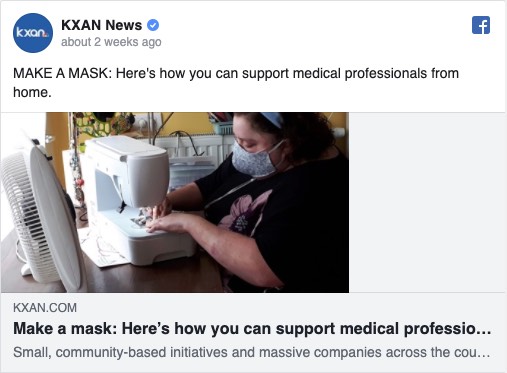 kxan.
KXAN News
about 2 weeks ago
MAKE A MASK: Here's how you can support medical professionals from
home.
KXAN.COM
Make a mask: Here’s how you can support medical professio…
Small, community-based initiatives and massive companies across the cou…